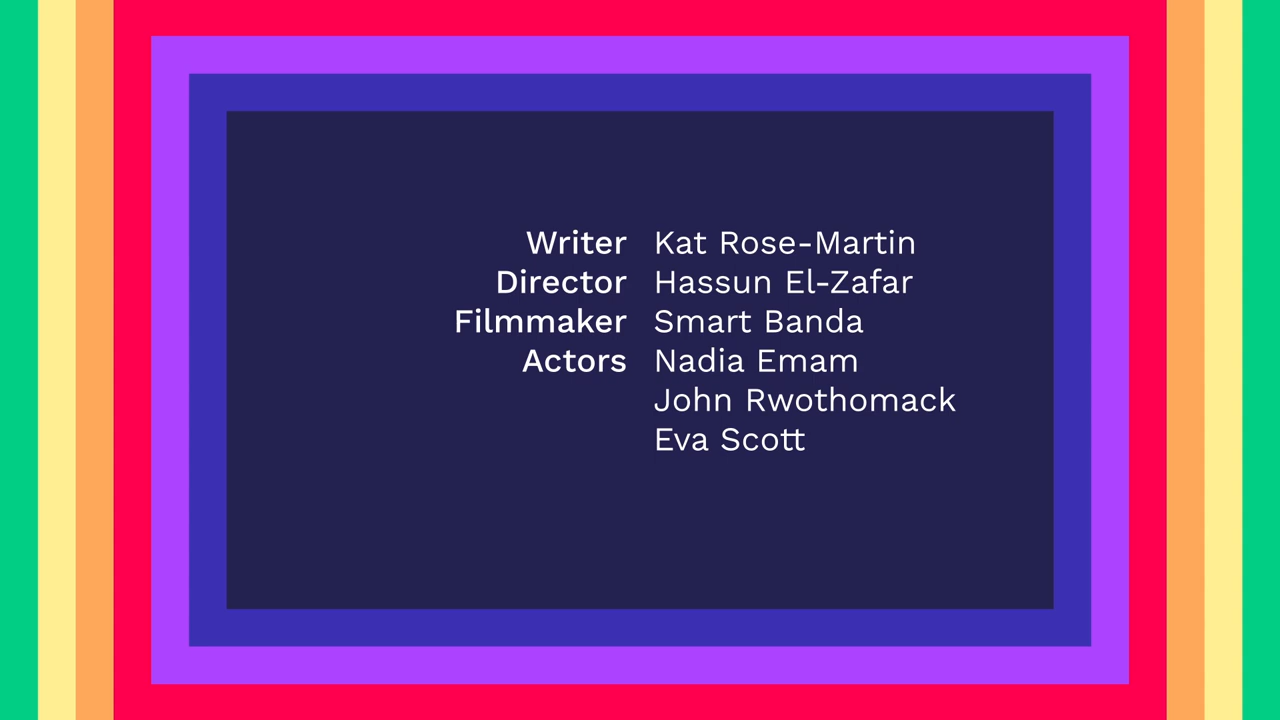 Writer Kat Rose-Martin
Director Hassun El-Zafar
Filmmaker Smart Banda
Actors Nadia Emam
John Rwothomack
Eva Scott